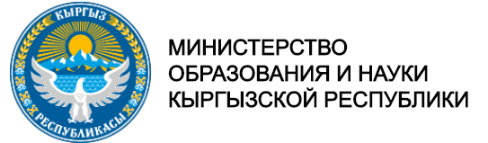 КЫРГЫЗ
РЕСПУБЛИКАСЫ
МИНИСТЕРСТВО
ОБРАЗОВАНИЯ И НАУКИ
КЫРГЫЗСКОЙ РЕСПУБЛИКИ